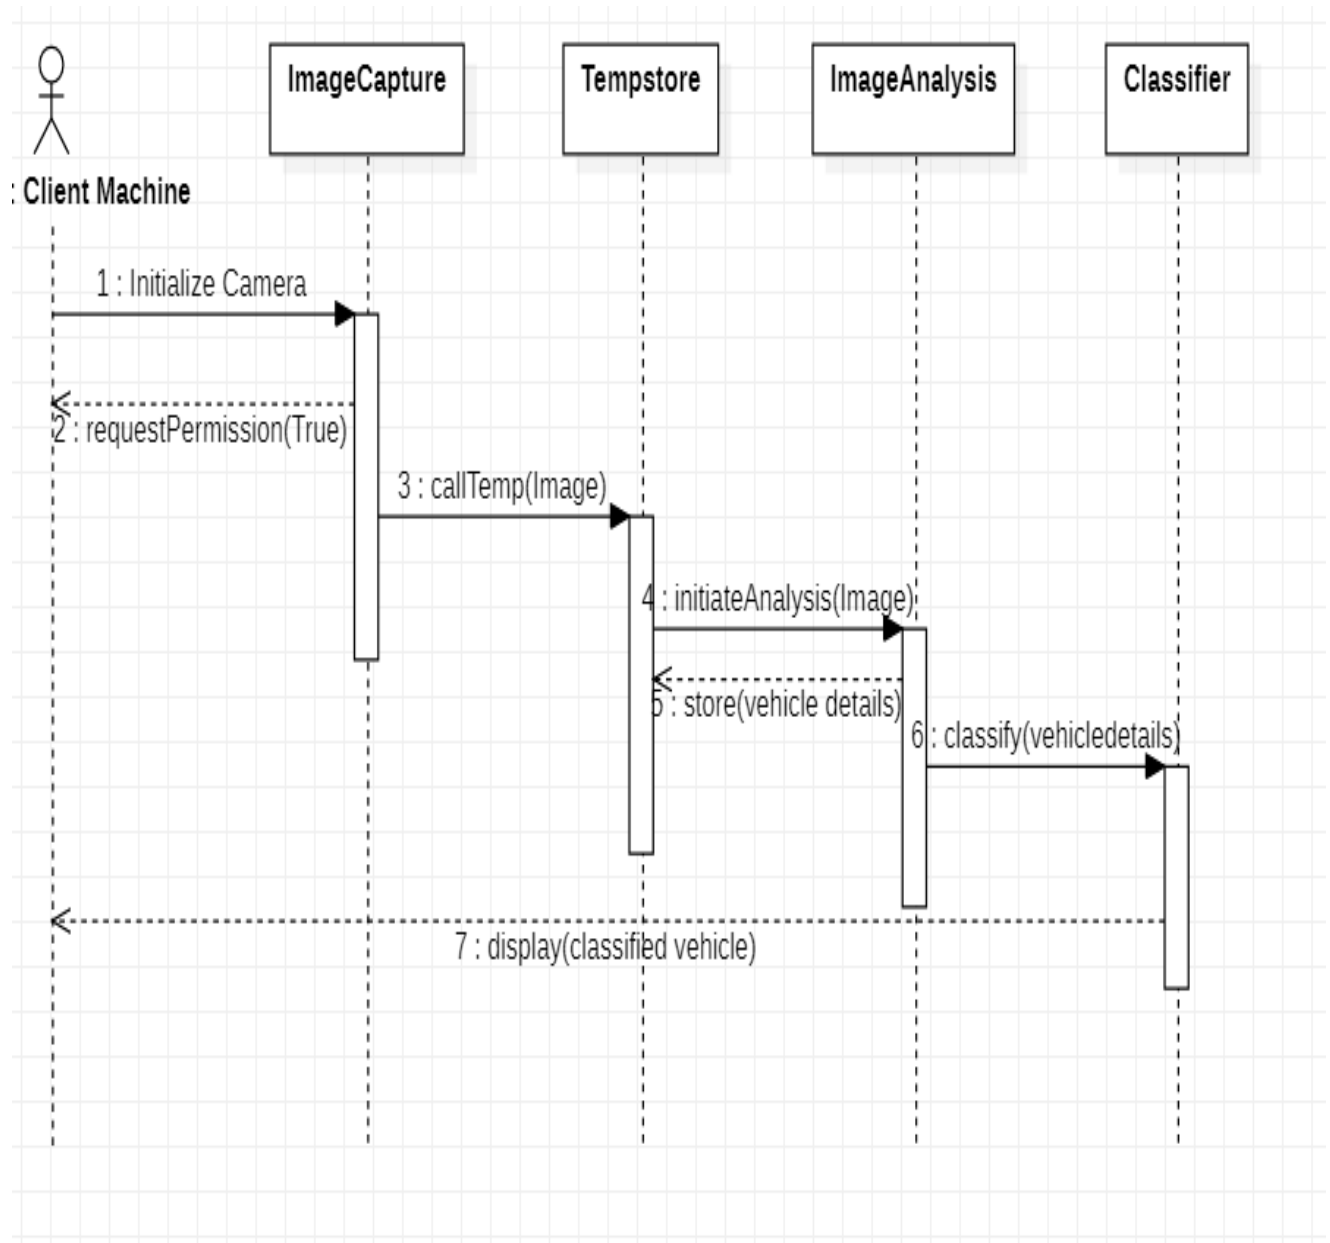 ImageCapture
Tempstore
ImageAnalysis
Classifier
: Client Machine
1 : Initialize Camera
2 : requestPermission(True)
3 : callTemp(Image)
4 : initiateAnalysis(Image)
5 : store(vehicle details)
6 : classify(vehicledetails)
7 : display(classified vehicle)